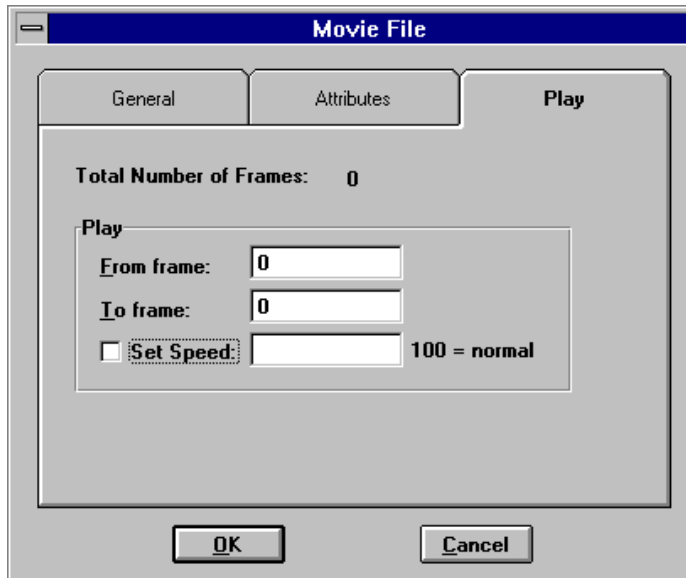 Movie File
General Attributes Play
Total Number of Frames: 0
Play
From frame: 0
To frame: 0
Set Speed: 100 = normal
OK Cancel